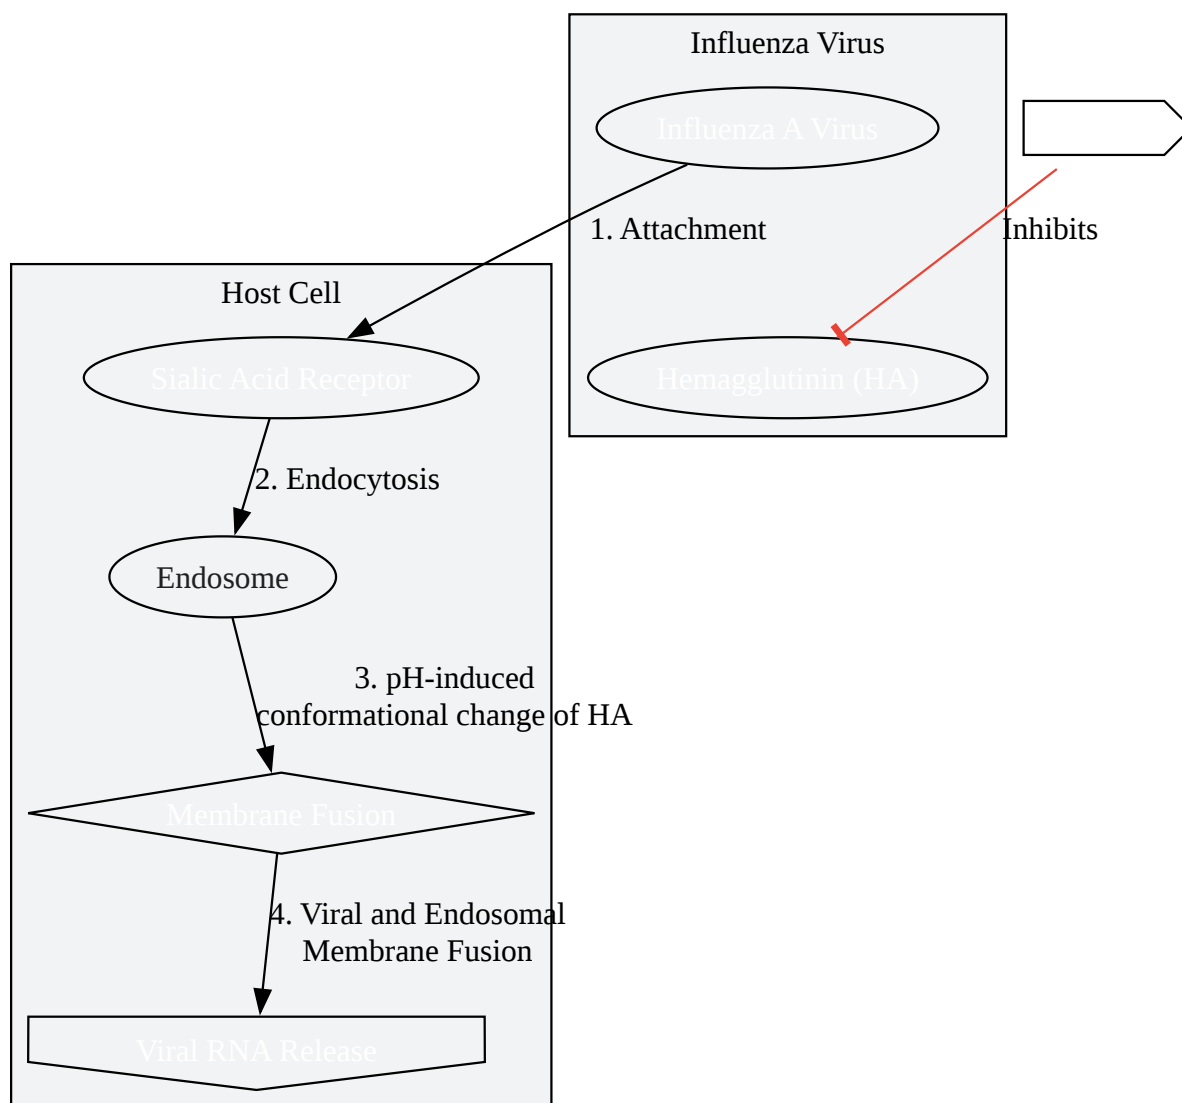 Influenza Virus
Influenza A Virus
1. Attachment
Inhibits
Host Cell
Sialic Acid Receptor
Hemagglutinin (HA)
2. Endocytosis
Endosome
3. pH-induced
conformational change of HA
Membrane Fusion
4. Viral and Endosomal
Membrane Fusion
Viral RNA Release